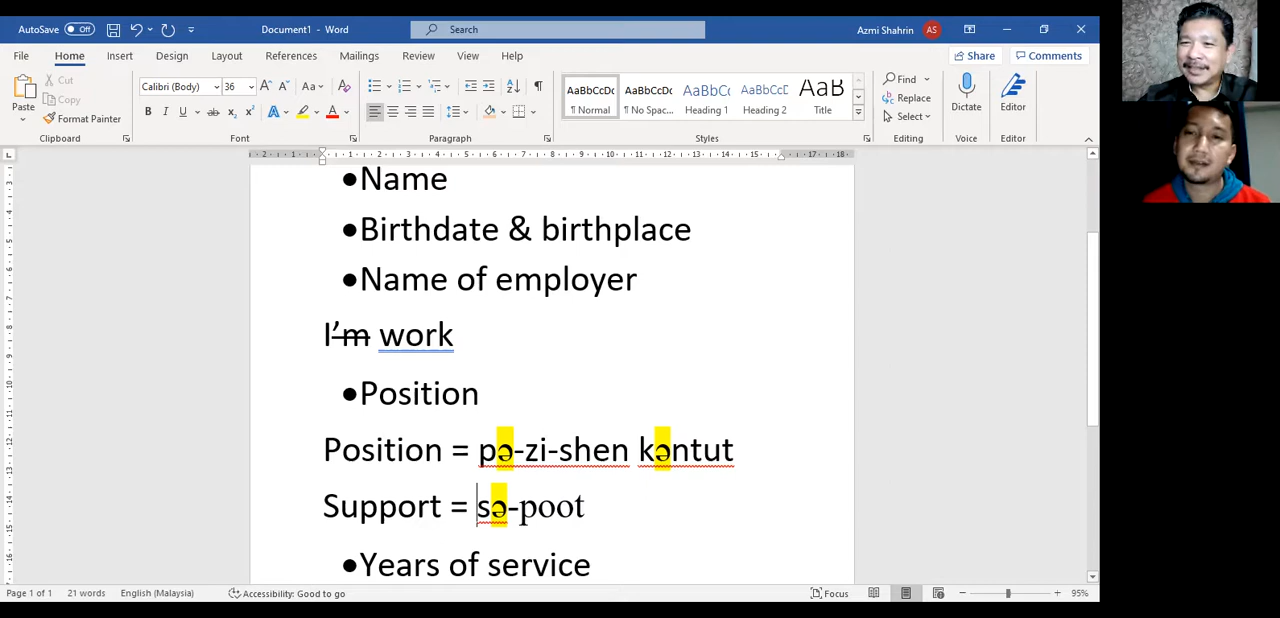 AutoSave Off Document1 - Word Search Azmi Shahrin AS
File Home Insert Design Layout References Mailings Review View Help Share Comments
Paste Cut Copy Format Painter Clipboard
Calibri (Body) 36 Font
Paragraph
AaBbCcDc AaBbCcDc AaBbCc AaBbCcC AaB
¶ Normal ¶ No Spac... Heading 1 Heading 2 Title Styles
Find Replace Select Editing
Dictate Voice
Editor Editor
•Name
•Birthdate & birthplace
•Name of employer
I’m work
•Position
Position = pə-zi-shen kəntut
Support = sə-poot
•Years of service
Page 1 of 1 21 words English (Malaysia) Accessibility: Good to go Focus 95%